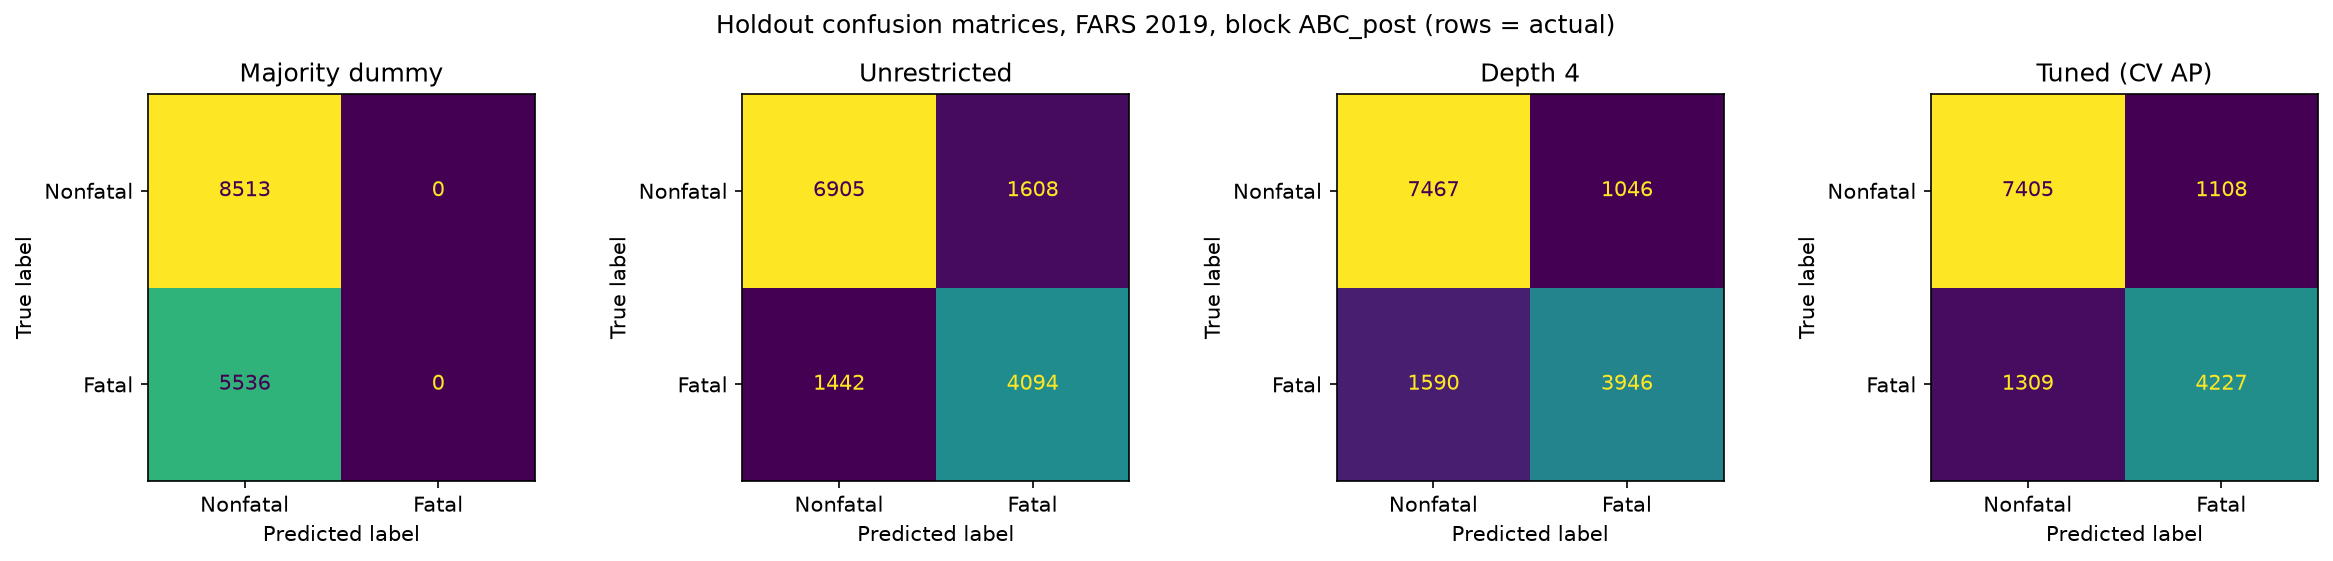 Holdout confusion matrices, FARS 2019, block ABC_post (rows = actual)
Majority dummy
True label
Nonfatal
Fatal
8513
0
5536
0
Nonfatal
Fatal
Predicted label
Unrestricted
True label
Nonfatal
Fatal
6905
1608
1442
4094
Nonfatal
Fatal
Predicted label
Depth 4
True label
Nonfatal
Fatal
7467
1046
1590
3946
Nonfatal
Fatal
Predicted label
Tuned (CV AP)
True label
Nonfatal
Fatal
7405
1108
1309
4227
Nonfatal
Fatal
Predicted label